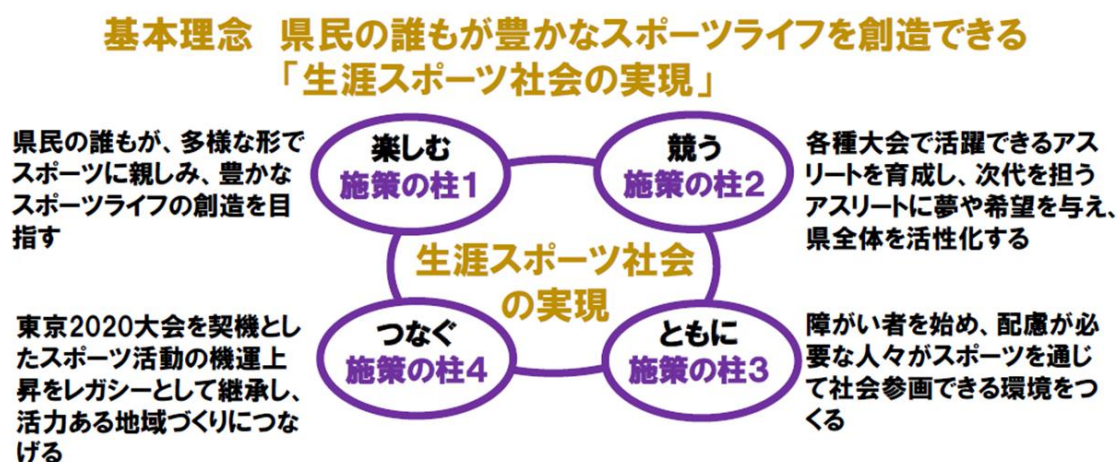 基本理念　県民の誰もが豊かなスポーツライフを創造できる
「生涯スポーツ社会の実現」
県民の誰もが、多様な形で
スポーツに親しみ、豊かな
スポーツライフの創造を目
指す
楽しむ
施策の柱1
競う
施策の柱2
各種大会で活躍できるアス
リートを育成し、次代を担う
アスリートに夢や希望を与え、
県全体を活性化する
生涯スポーツ社会
の実現
東京2020大会を契機とし
たスポーツ活動の機運上
昇をレガシーとして継承し、
活力ある地域づくりにつな
げる
つなぐ
施策の柱4
ともに
施策の柱3
障がい者を始め、配慮が必
要な人々がスポーツを通じ
て社会参画できる環境をつ
くる